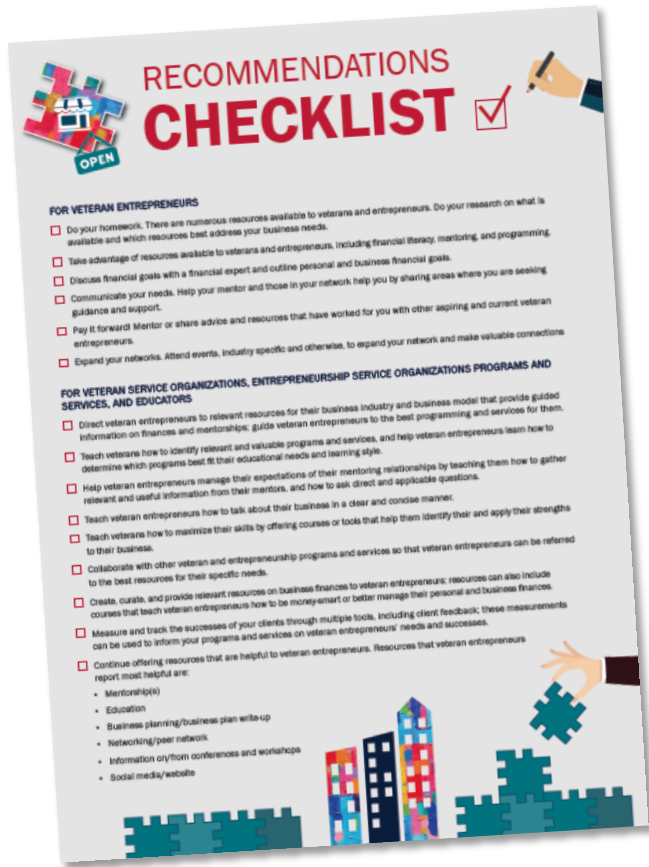 RECOMMENDATIONS
CHECKLIST
OPEN
FOR VETERAN ENTREPRENEURS
Do your homework. There are numerous resources available to veterans and entrepreneurs. Do your research on what is
available and which resources best address your business needs.
Take advantage of resources available to veterans and entrepreneurs, including financial literacy, mentoring, and programming.
Discuss financial goals with a financial expert and outline personal and business financial goals.
Communicate your needs. Help your mentor and those in your network help you by sharing areas where you are seeking
guidance and support.
Pay it forward! Mentor or share advice and resources that have worked for you with other aspiring and current veteran
entrepreneurs.
Expand your networks. Attend events, industry specific and otherwise, to expand your network and make valuable connections
FOR VETERAN SERVICE ORGANIZATIONS, ENTREPRENEURSHIP SERVICE ORGANIZATIONS PROGRAMS AND
SERVICES, AND EDUCATORS
Direct veteran entrepreneurs to relevant resources for their business industry and business model that provide guided
information on finances and mentorships; guide veteran entrepreneurs to the best programming and services for them.
Teach veterans how to identify relevant and valuable programs and services, and help veteran entrepreneurs learn how to
determine which programs best fit their educational needs and learning style.
Help veteran entrepreneurs manage their expectations of their mentoring relationships by teaching them how to gather
relevant and useful information from their mentors, and how to ask direct and applicable questions.
Teach veteran entrepreneurs how to talk about their business in a clear and concise manner.
Teach veterans how to maximize their skills by offering courses or tools that help them identify their and apply their strengths
to their business.
Collaborate with other veteran and entrepreneurship programs and services so that veteran entrepreneurs can be referred
to the best resources for their specific needs.
Create, curate, and provide relevant resources on business finances to veteran entrepreneurs; resources can also include
courses that teach veteran entrepreneurs how to be money-smart or better manage their personal and business finances.
Measure and track the successes of your clients through multiple tools, including client feedback; these measurements
can be used to inform your programs and services on veteran entrepreneurs' needs and successes.
Continue offering resources that are helpful to veteran entrepreneurs. Resources that veteran entrepreneurs
report most helpful are:
• Mentorship(s)
• Education
• Business planning/business plan write-up
• Networking/peer network
• Information on/from conferences and workshops
• Social media/website